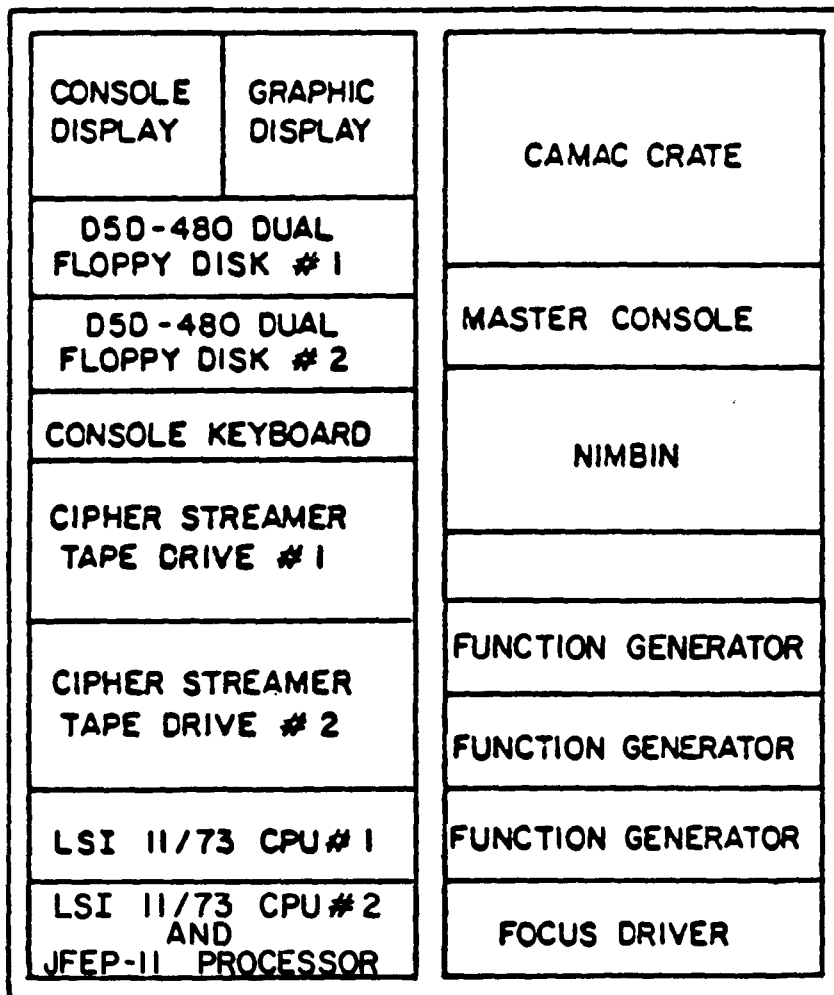 CONSOLE DISPLAY
GRAPHIC DISPLAY
DSD-480 DUAL
FLOPPY DISK # 1
DSD-480 DUAL
FLOPPY DISK # 2
CONSOLE KEYBOARD
CIPHER STREAMER
TAPE DRIVE # 1
CIPHER STREAMER
TAPE DRIVE # 2
LSI 11/73 CPU # 1
LSI 11/73 CPU # 2
AND
JFEP-11 PROCESSOR
CAMAC CRATE
MASTER CONSOLE
NIMBIN
FUNCTION GENERATOR
FUNCTION GENERATOR
FUNCTION GENERATOR
FOCUS DRIVER